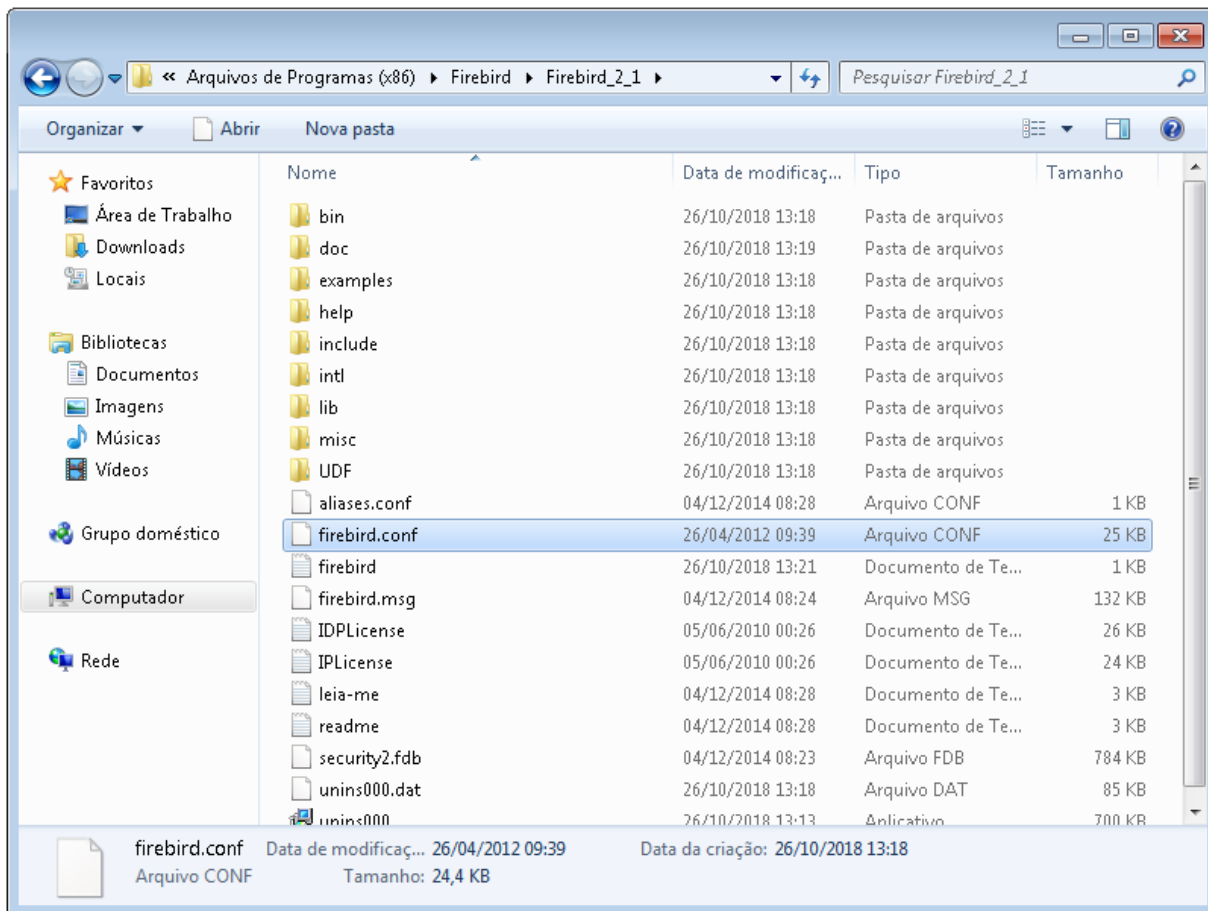 « Arquivos de Programas (x86) Firebird Firebird_2_1 Pesquisar Firebird_2_1
Organizar Abrir Nova pasta
Favoritos
Área de Trabalho
Downloads
Locais
Bibliotecas
Documentos
Imagens
Músicas
Vídeos
Grupo doméstico
Computador
Rede
Nome Data de modificaç... Tipo Tamanho
bin 26/10/2018 13:18 Pasta de arquivos
doc 26/10/2018 13:19 Pasta de arquivos
examples 26/10/2018 13:18 Pasta de arquivos
help 26/10/2018 13:18 Pasta de arquivos
include 26/10/2018 13:18 Pasta de arquivos
intl 26/10/2018 13:18 Pasta de arquivos
lib 26/10/2018 13:18 Pasta de arquivos
misc 26/10/2018 13:18 Pasta de arquivos
UDF 26/10/2018 13:18 Pasta de arquivos
aliases.conf 04/12/2014 08:28 Arquivo CONF 1 KB
firebird.conf 26/04/2012 09:39 Arquivo CONF 25 KB
firebird 26/10/2018 13:21 Documento de Te... 1 KB
firebird.msg 04/12/2014 08:24 Arquivo MSG 132 KB
IDPLicense 05/06/2010 00:26 Documento de Te... 26 KB
IPLicense 05/06/2010 00:26 Documento de Te... 24 KB
leia-me 04/12/2014 08:28 Documento de Te... 3 KB
readme 04/12/2014 08:28 Documento de Te... 3 KB
security2.fdb 04/12/2014 08:23 Arquivo FDB 784 KB
unins000.dat 26/10/2018 13:18 Arquivo DAT 85 KB
unins000 26/10/2018 13:13 Aplicativo 700 KB
firebird.conf Data de modificaç... 26/04/2012 09:39 Data da criação: 26/10/2018 13:18
Arquivo CONF Tamanho: 24,4 KB